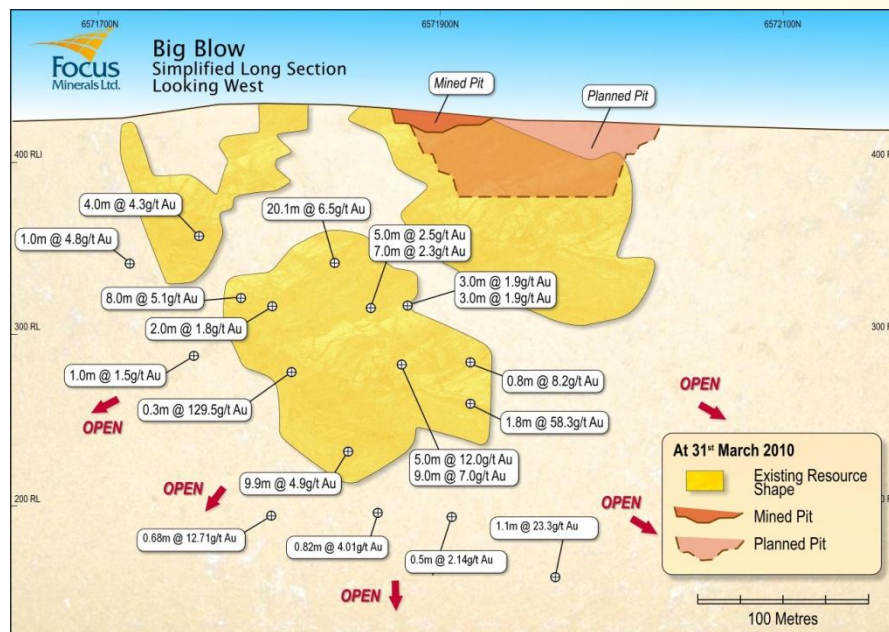 6571700N
6571900N
6572100N
Focus
Minerals Ltd.
Big Blow
Simplified Long Section
Looking West
Mined Pit
Planned Pit
400 RLI
400 R
4.0m @ 4.3g/t Au
20.1m @ 6.5g/t Au
1.0m @ 4.8g/t Au
5.0m @ 2.5g/t Au
7.0m @ 2.3g/t Au
8.0m @ 5.1g/t Au
3.0m @ 1.9g/t Au
3.0m @ 1.9g/t Au
2.0m @ 1.8g/t Au
300 RL
300 R
1.0m @ 1.5g/t Au
0.8m @ 8.2g/t Au
0.3m @ 129.5g/t Au
1.8m @ 58.3g/t Au
OPEN
OPEN
5.0m @ 12.0g/t Au
9.0m @ 7.0g/t Au
9.9m @ 4.9g/t Au
OPEN
200 RL
OPEN
0.68m @ 12.71g/t Au
0.82m @ 4.01g/t Au
0.5m @ 2.14g/t Au
1.1m @ 23.3g/t Au
OPEN
At 31st March 2010
Existing Resource
Shape
Mined Pit
Planned Pit
100 Metres